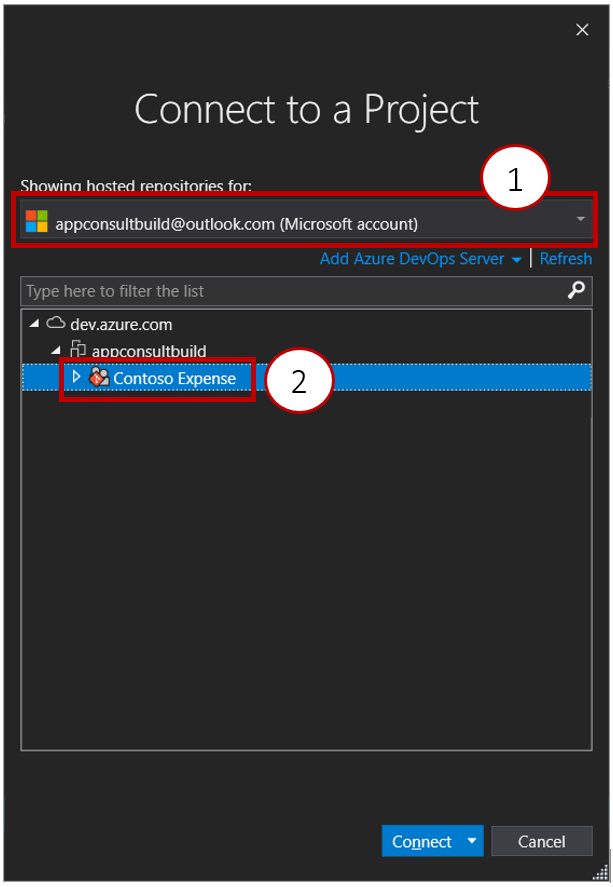 Connect to a Project
Showing hosted repositories for:
1
appconsultbuild@outlook.com (Microsoft account)
Add Azure DevOps Server Refresh
Type here to filter the list
dev.azure.com
appconsultbuild
Contoso Expense 2
Connect Cancel